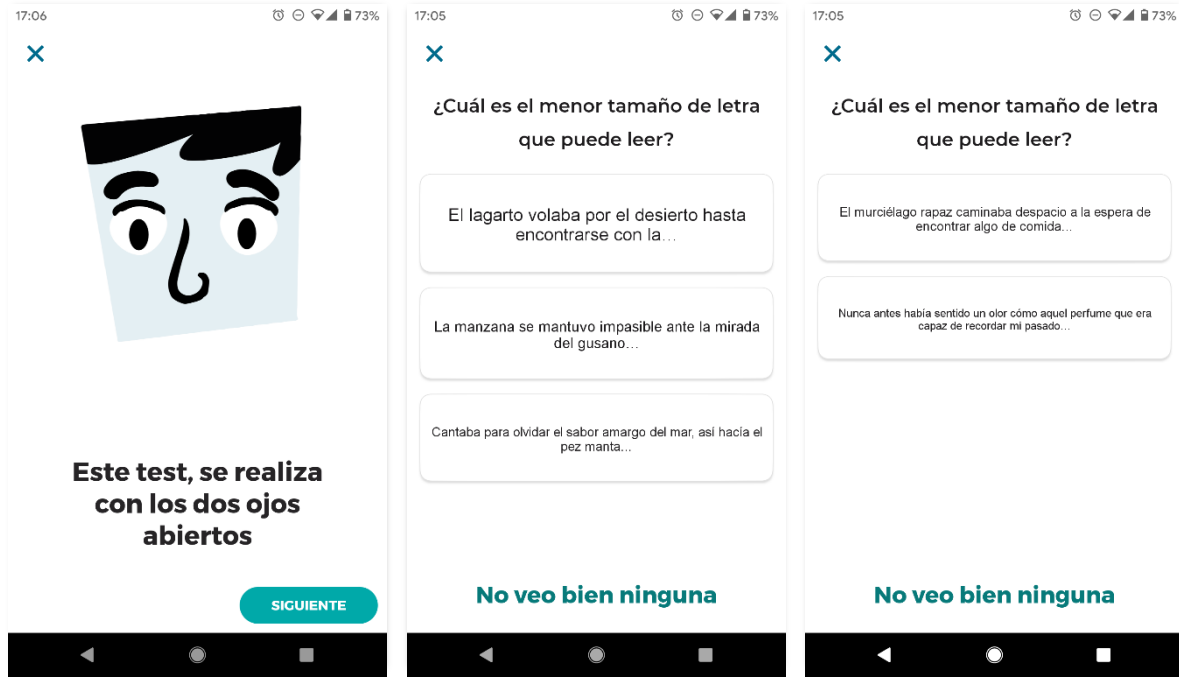 17:06
73%
Este test, se realiza
con los dos ojos
abiertos
SIGUIENTE
17:05
73%
¿Cuál es el menor tamaño de letra
que puede leer?
El lagarto volaba por el desierto hasta
encontrarse con la...
La manzana se mantuvo impasible ante la mirada
del gusano...
Cantaba para olvidar el sabor amargo del mar, así hacía el
pez manta...
No veo bien ninguna
17:05
73%
¿Cuál es el menor tamaño de letra
que puede leer?
El murciélago rapaz caminaba despacio a la espera de
encontrar algo de comida...
Nunca antes había sentido un olor cómo aquel perfume que era
capaz de recordar mi pasado...
No veo bien ninguna